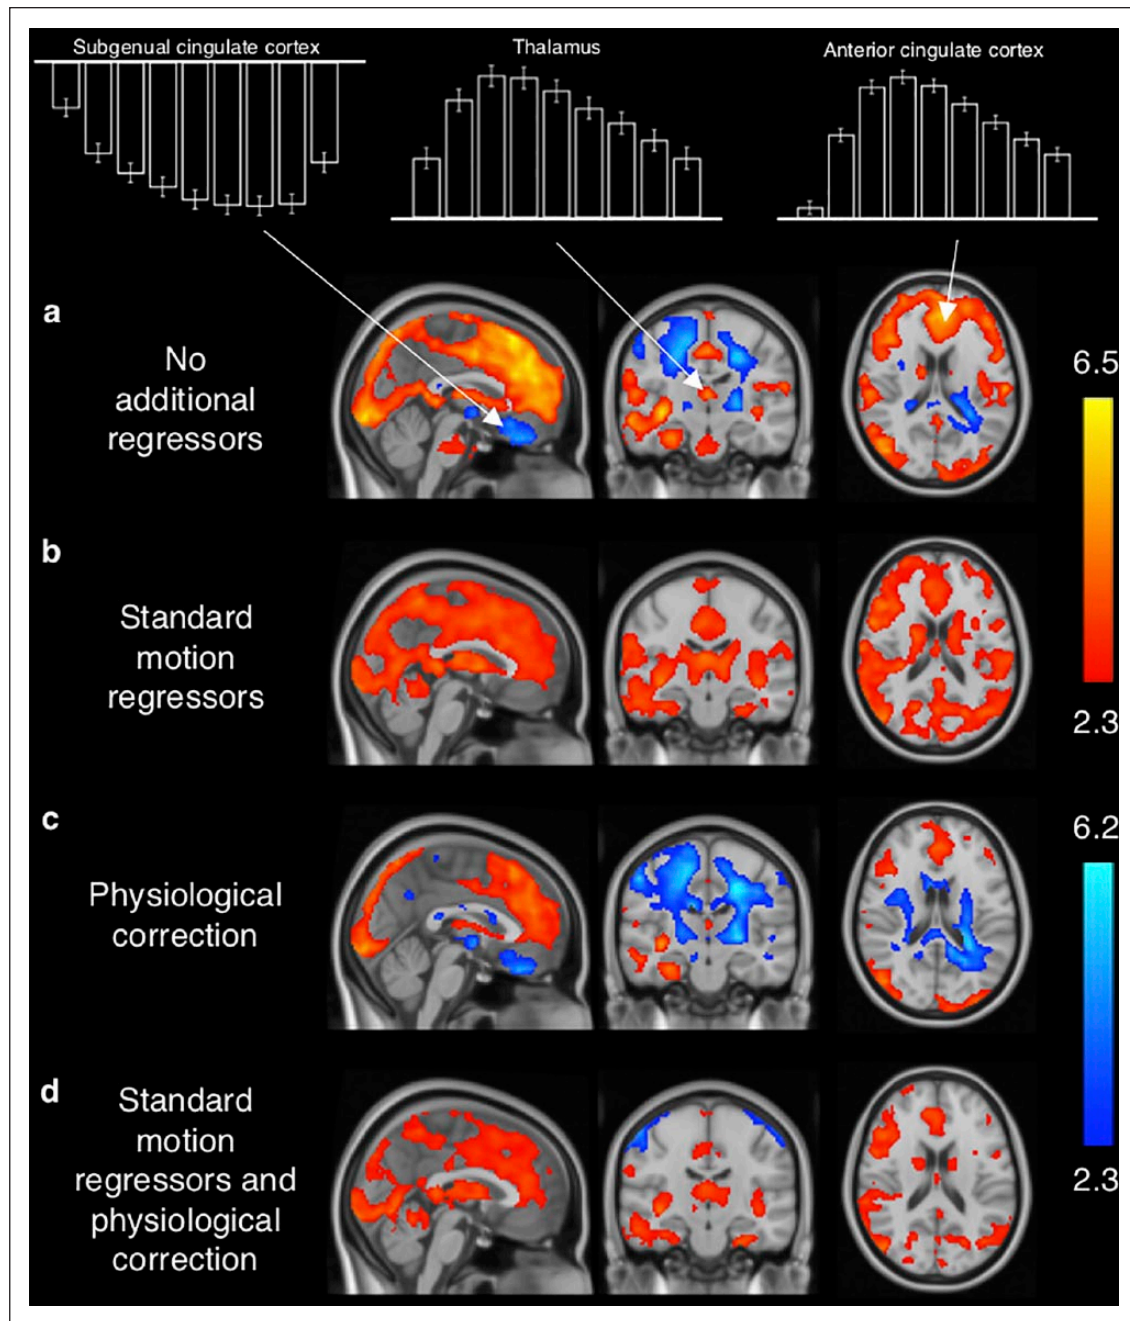 Subgenual cingulate cortex
Thalamus
Anterior cingulate cortex
a
No
additional
regressors
6.5
2.3
b
Standard
motion
regressors
c
Physiological
correction
6.2
2.3
d
Standard
motion
regressors and
physiological
correction